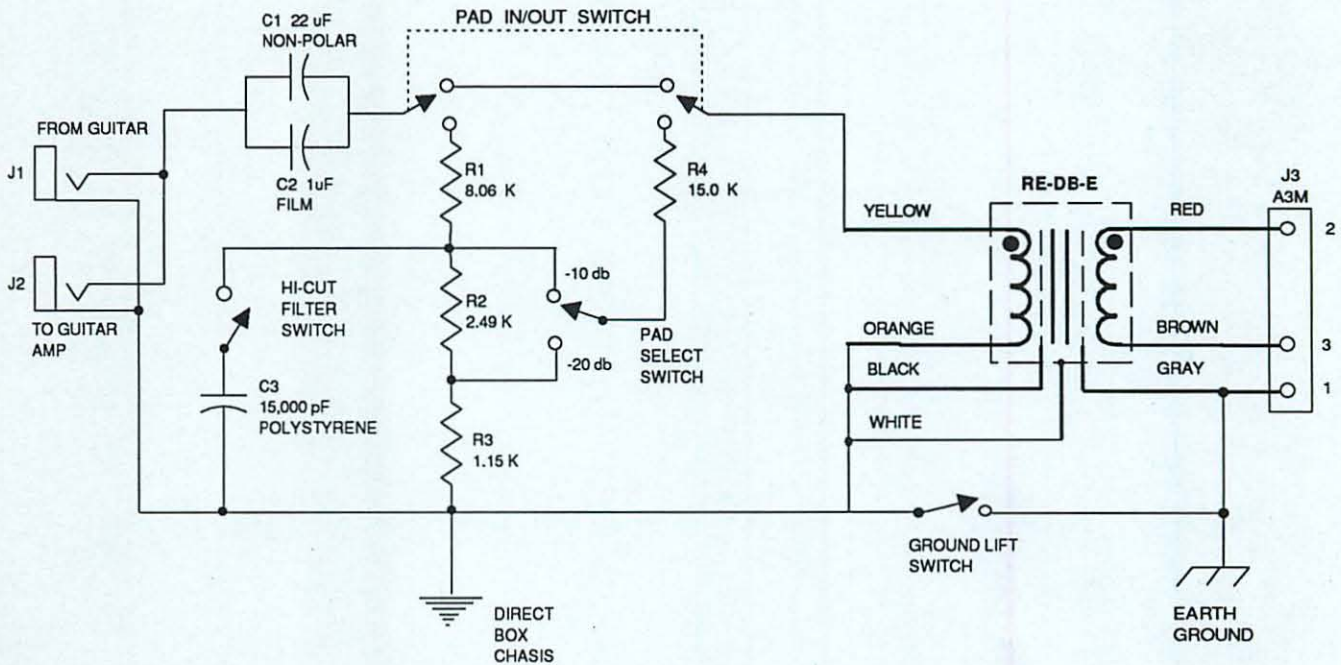 C1 22 uF
NON-POLAR
PAD IN/OUT SWITCH
FROM GUITAR
J1
C2 1uF
FILM
R1
8.06 K
R4
15.0 K
RE-DB-E
J3
A3M
YELLOW
RED
2
J2
TO GUITAR
AMP
HI-CUT
FILTER
SWITCH
R2
2.49 K
-10 db
-20 db
PAD
SELECT
SWITCH
ORANGE
BROWN
3
BLACK
GRAY
1
WHITE
C3
15,000 pF
POLYSTYRENE
R3
1.15 K
GROUND LIFT
SWITCH
DIRECT
BOX
CHASIS
EARTH
GROUND